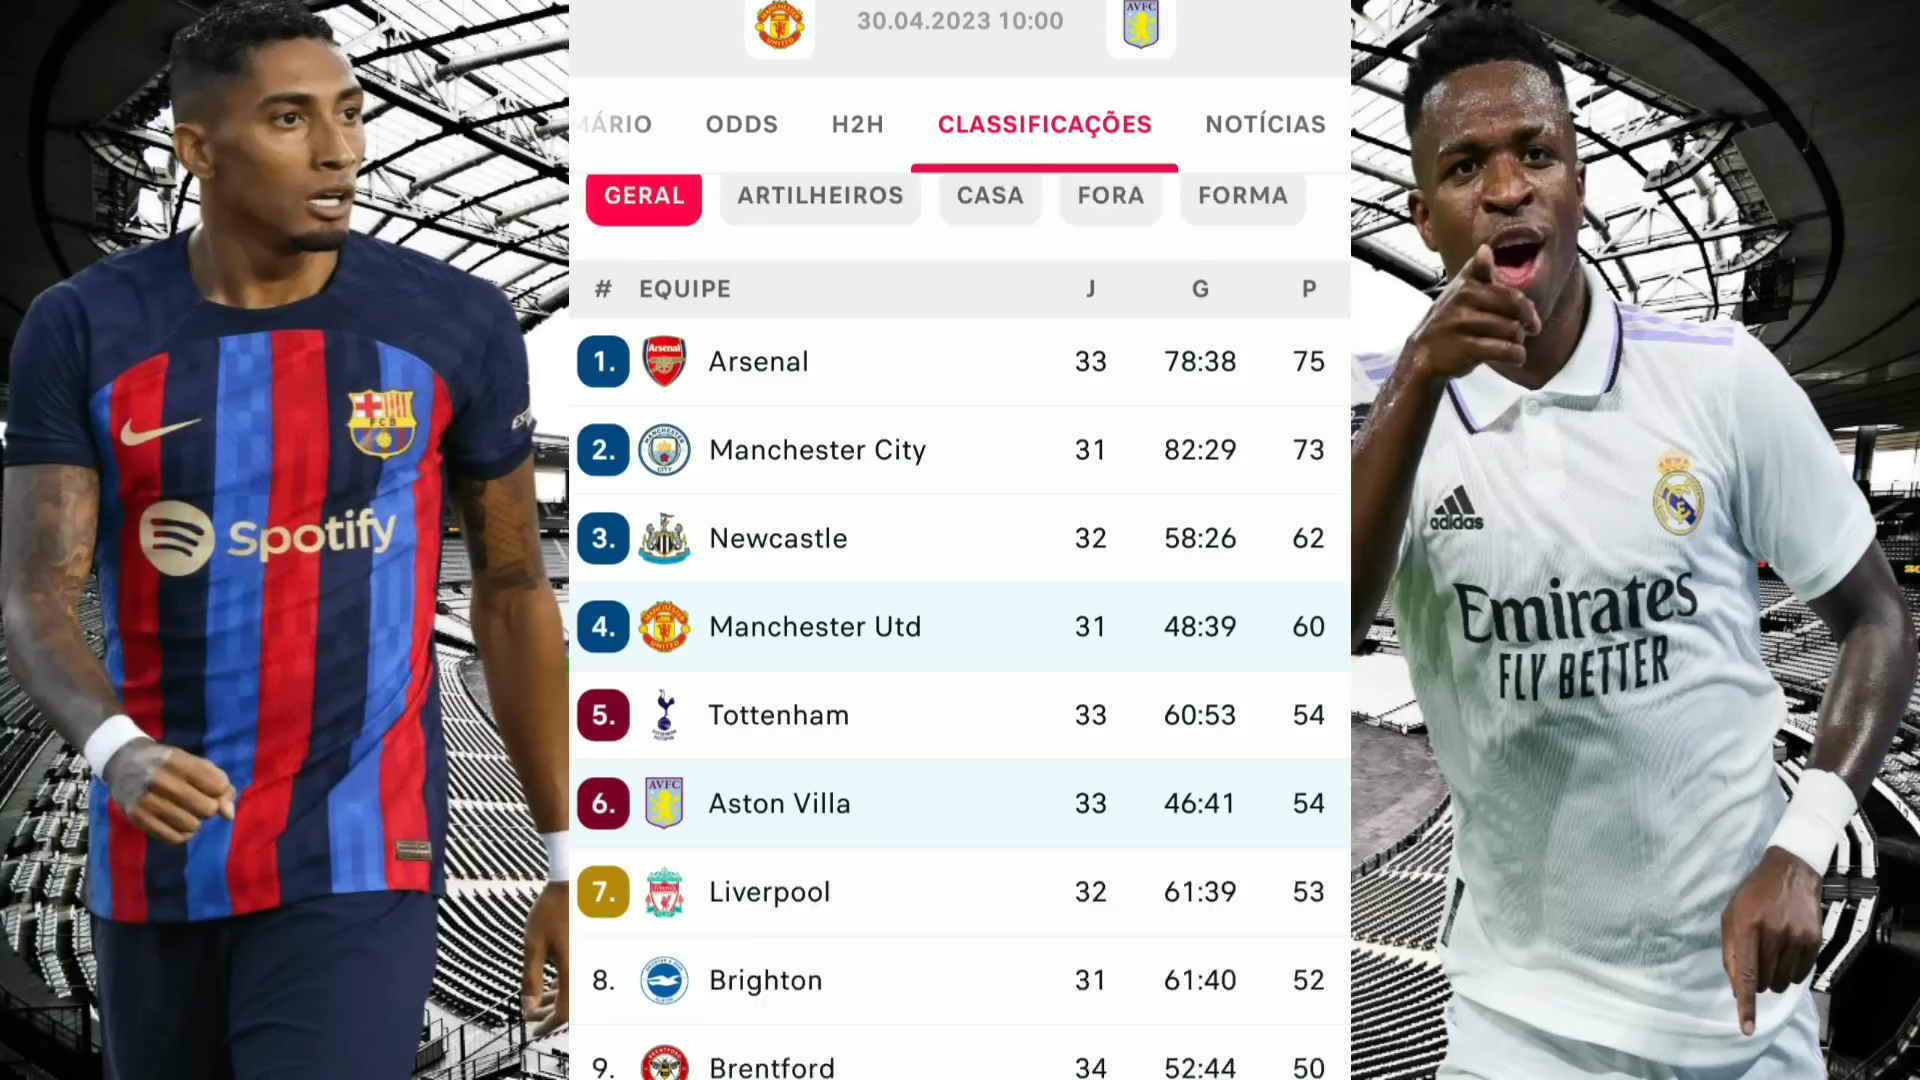 30.04.2023 10:00
MÁRIO ODDS H2H CLASSIFICAÇÕES NOTÍCIAS
GERAL ARTILHEIROS CASA FORA FORMA
# EQUIPE J G P
1. Arsenal 33 78:38 75
2. Manchester City 31 82:29 73
3. Newcastle 32 58:26 62
4. Manchester Utd 31 48:39 60
5. Tottenham 33 60:53 54
6. Aston Villa 33 46:41 54
7. Liverpool 32 61:39 53
8. Brighton 31 61:40 52
9. Brentford 34 52:44 50
Spotify
FCB
adidas
Emirates
FLY BETTER
AVFC
Arsenal
AVFC